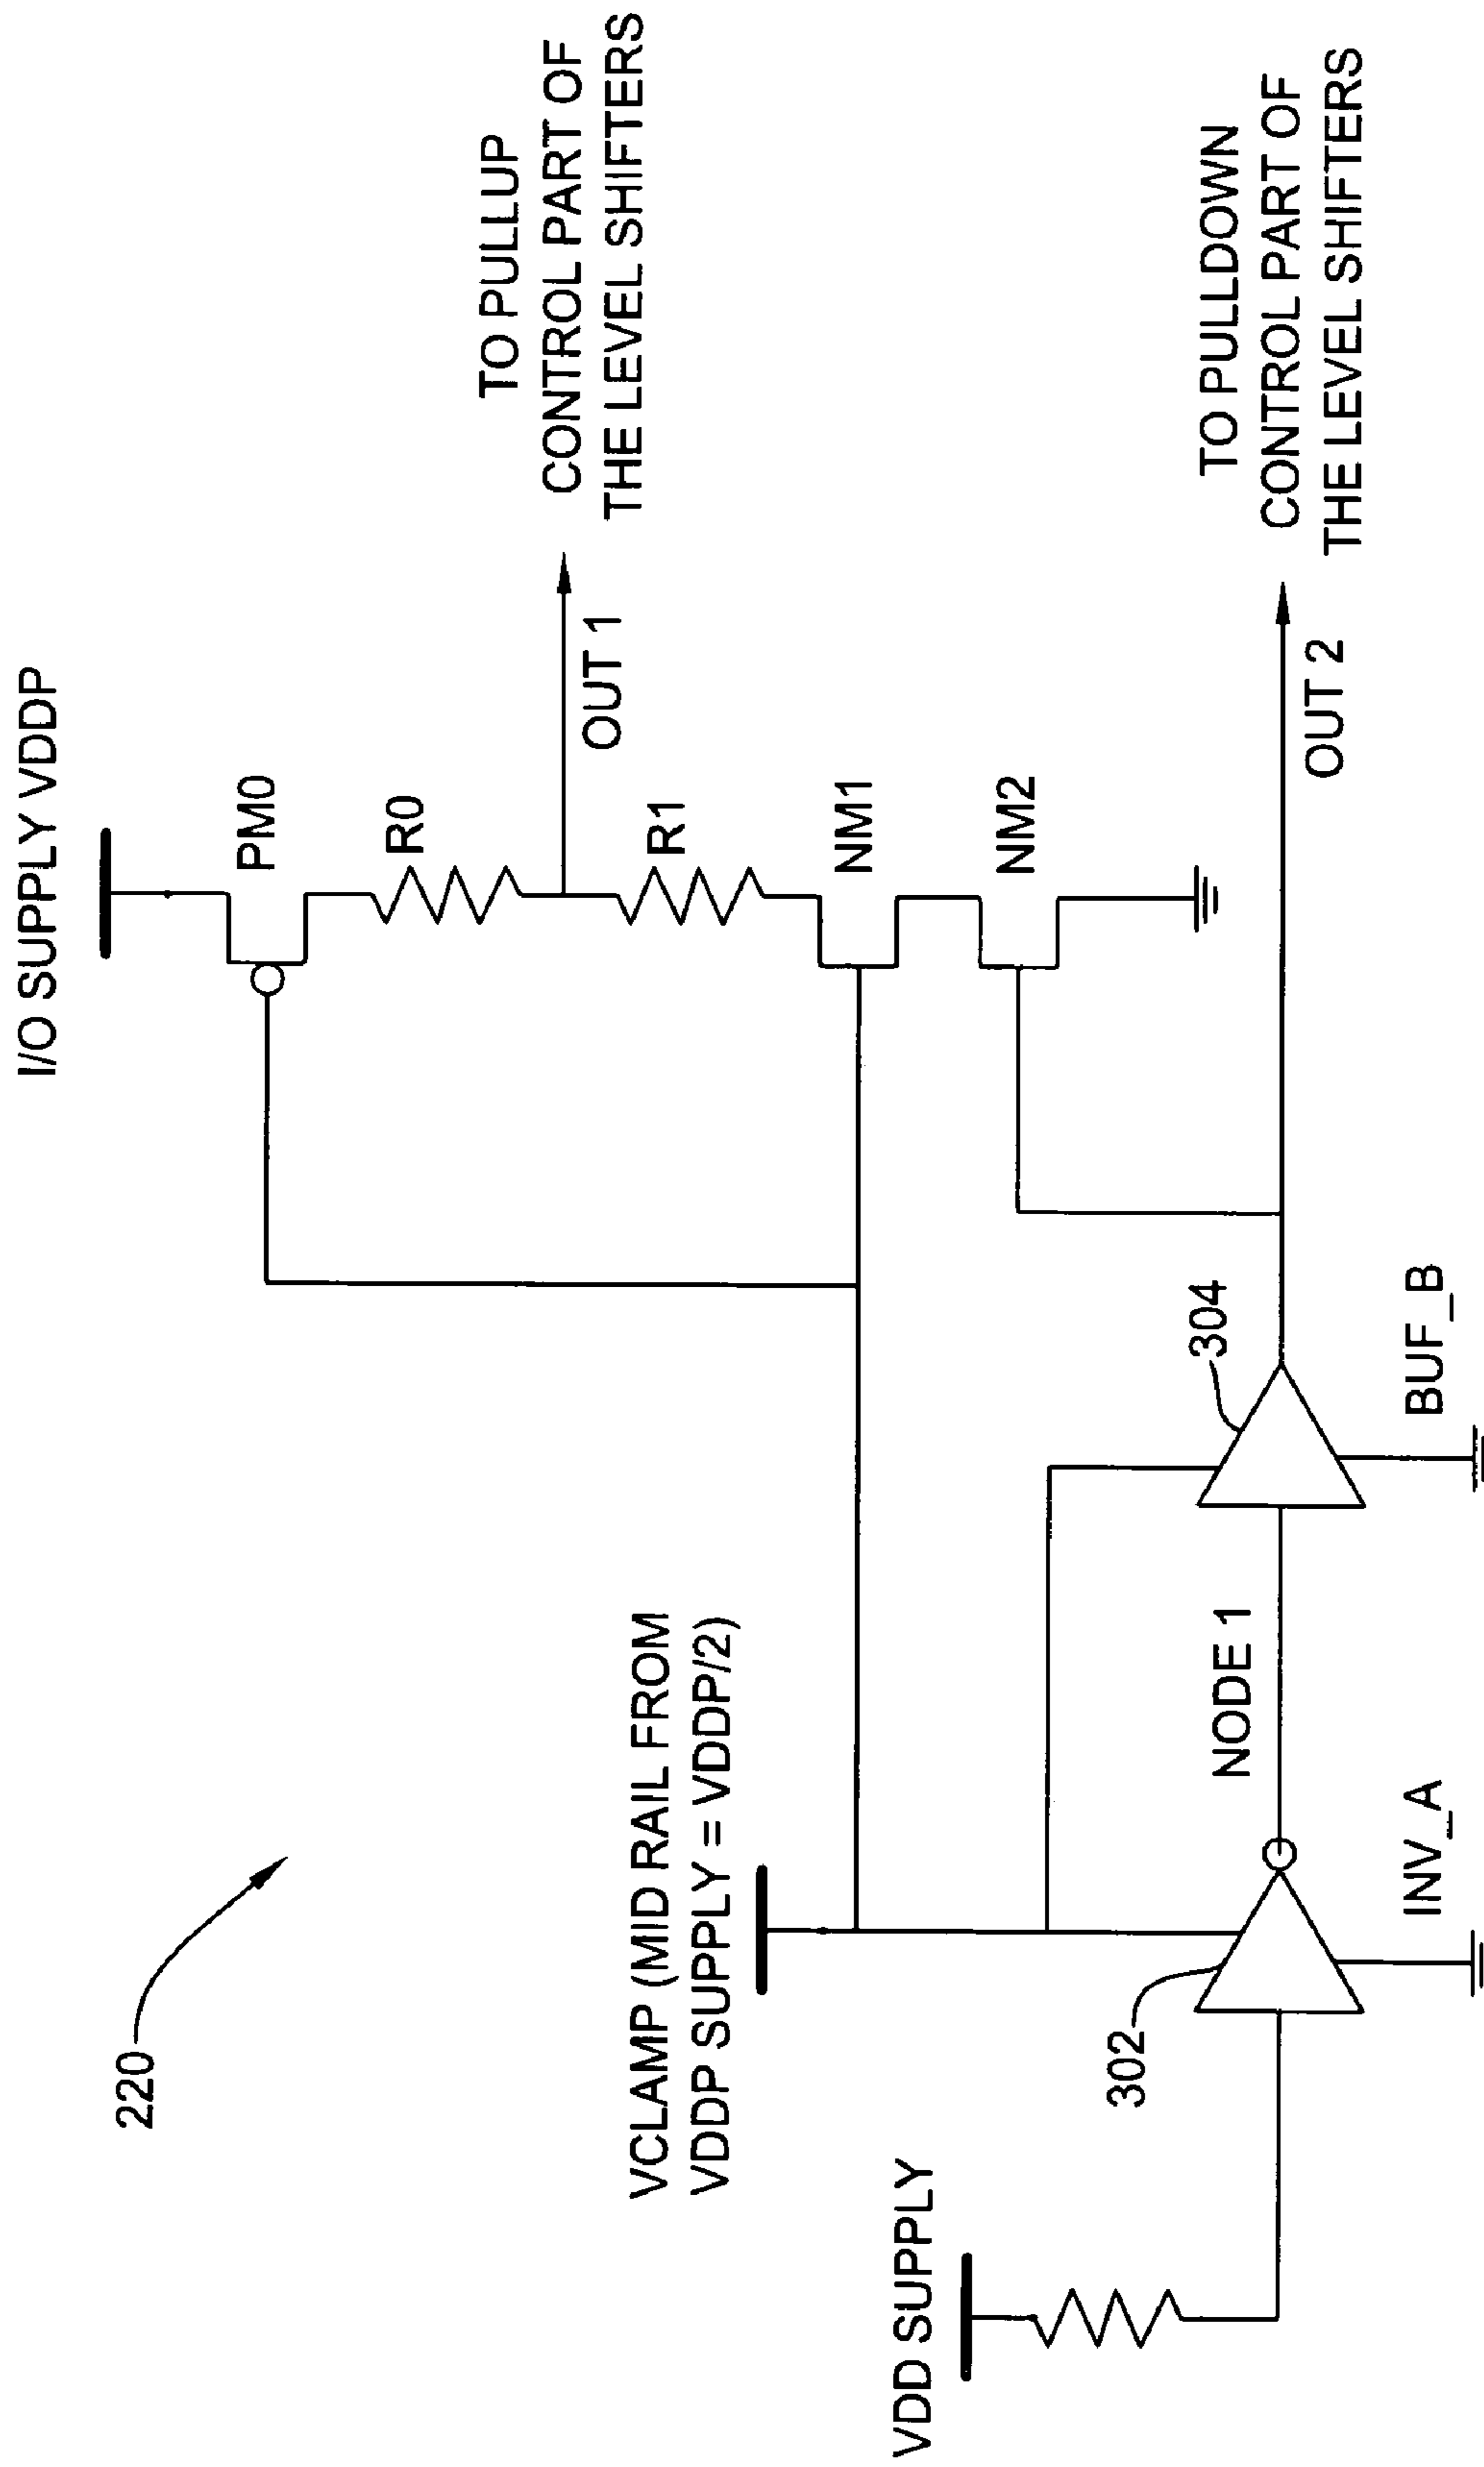 220
I/O SUPPLY VDDP
PM0
R0
TO PULLUP
CONTROL PART OF
THE LEVEL SHIFTERS
OUT 1
R1
VCLAMP (MID RAIL FROM
VDDP SUPPLY = VDDP/2)
NM1
NM2
VDD SUPPLY
302
NODE 1
304
TO PULLDOWN
CONTROL PART OF
THE LEVEL SHIFTERS
OUT 2
INV_A
BUF_B